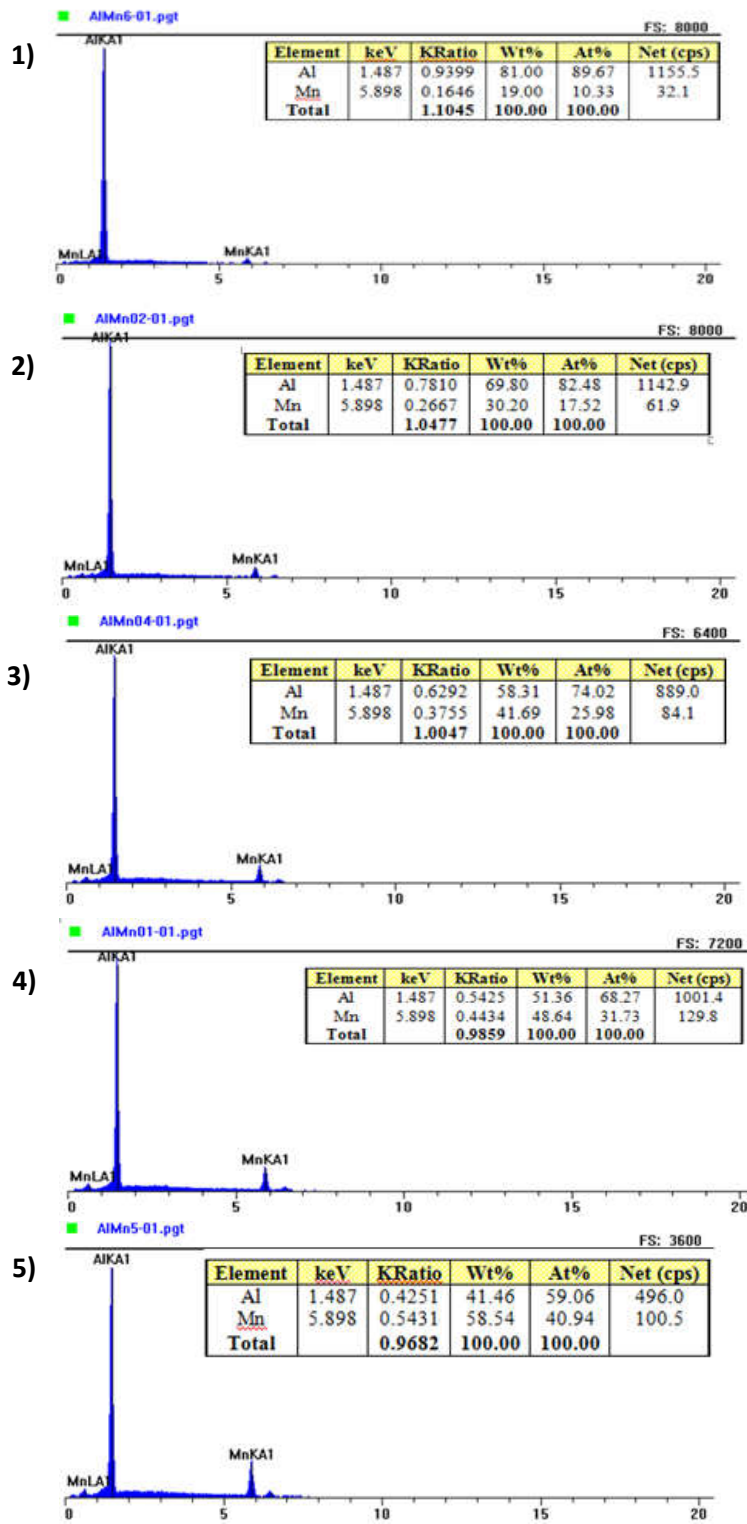 AlMn6-01.pgt
FS: 8000
1)
AlKA1
Element keV KRatio Wt% At% Net (cps)
Al 1.487 0.9399 81.00 89.67 1155.5
Mn 5.898 0.1646 19.00 10.33 32.1
Total 1.1045 100.00 100.00
MnLA1 MnKA1
0 5 10 15 20
AlMn02-01.pgt
FS: 8000
2)
AlKA1
Element keV KRatio Wt% At% Net (cps)
Al 1.487 0.7810 69.80 82.48 1142.9
Mn 5.898 0.2667 30.20 17.52 61.9
Total 1.0477 100.00 100.00
MnLA1 MnKA1
0 5 10 15 20
AlMn04-01.pgt
FS: 6400
3)
AlKA1
Element keV KRatio Wt% At% Net (cps)
Al 1.487 0.6292 58.31 74.02 889.0
Mn 5.898 0.3755 41.69 25.98 84.1
Total 1.0047 100.00 100.00
MnLA1 MnKA1
0 5 10 15 20
AlMn01-01.pgt
FS: 7200
4)
AlKA1
Element keV KRatio Wt% At% Net (cps)
Al 1.487 0.5425 51.36 68.27 1001.4
Mn 5.898 0.4434 48.64 31.73 129.8
Total 0.9859 100.00 100.00
MnLA1 MnKA1
0 5 10 15 20
AlMn5-01.pgt
FS: 3600
5)
AlKA1
Element keV KRatio Wt% At% Net (cps)
Al 1.487 0.4251 41.46 59.06 496.0
Mn 5.898 0.5431 58.54 40.94 100.5
Total 0.9682 100.00 100.00
MnLA1 MnKA1
0 5 10 15 20